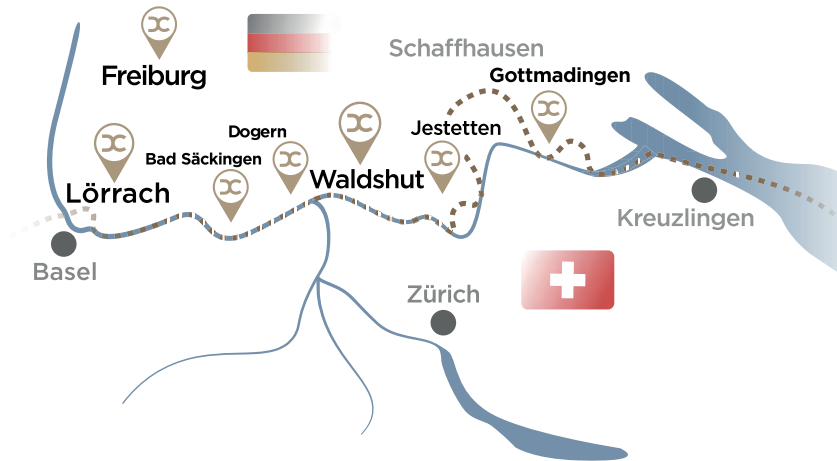 Schaffhausen
Freiburg
Gottmadingen
Dogern
Jestetten
Bad Säckingen
Waldshut
Lörrach
Kreuzlingen
Basel
Zürich